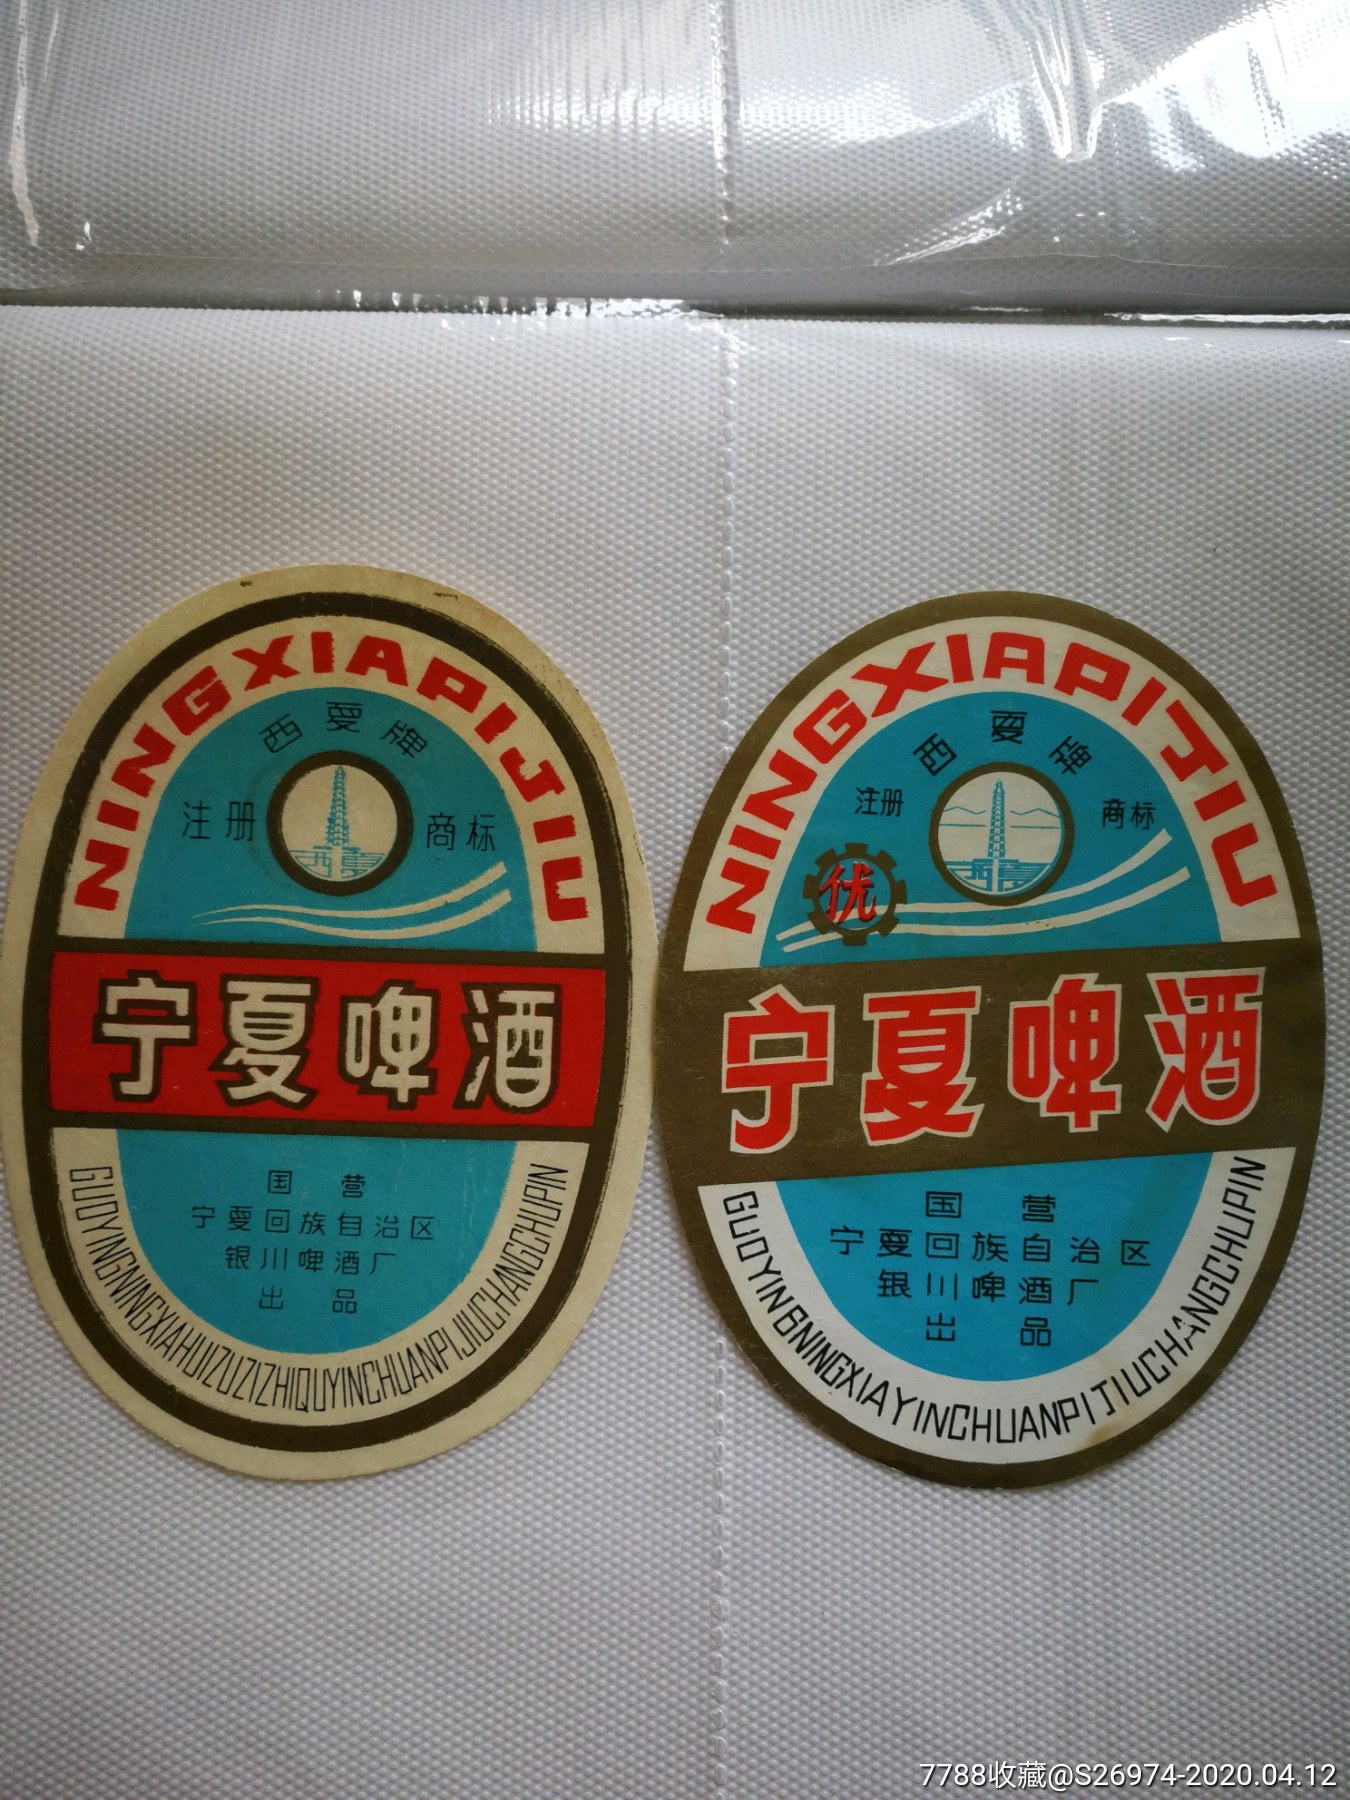 NINGXIAPIJIU
西夏牌
注册 商标
西夏
宁夏啤酒
国营
宁夏回族自治区
银川啤酒厂
出品
GUOYINGNINGXIAHUIZUZIZHIQUYINCHUANPIJIUCHANGCHUPIN
NINGXIAPIJIU
西夏牌
注册 商标
优
宁夏啤酒
国营
宁夏回族自治区
银川啤酒厂
出品
GUOYINGNINGXIAYINCHUANPIJIUCHANGCHUPIN
7788收藏@S26974-2020.04.12